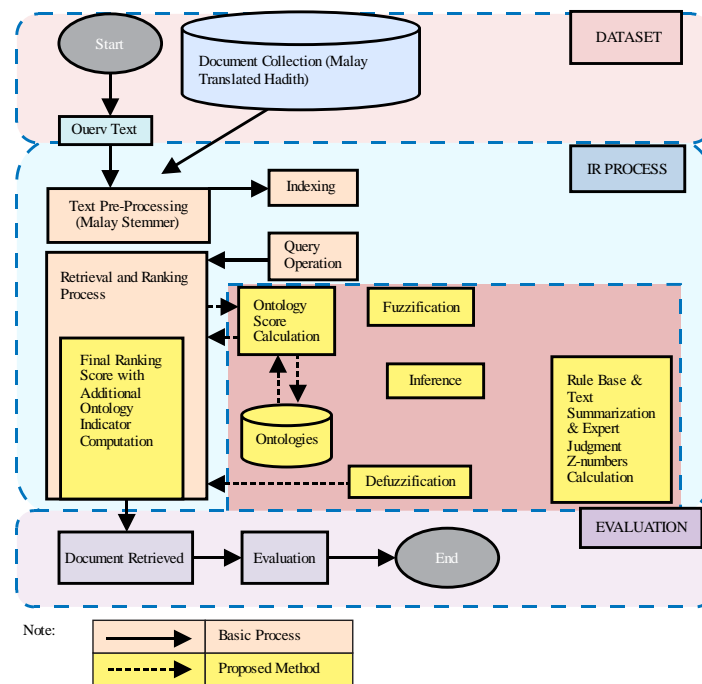 Start
Document Collection (Malay
Translated Hadith)
DATASET
Ouerv Text
IR PROCESS
Text Pre-Processing
(Malay Stemmer)
Indexing
Query
Operation
Retrieval and Ranking
Process
Ontology
Score
Calculation
Fuzzification
Final Ranking
Score with
Additional
Ontology
Indicator
Computation
Inference
Rule Base &
Text
Summarization
& Expert
Judgment
Z-numbers
Calculation
Ontologies
Defuzzification
EVALUATION
Document Retrieved
Evaluation
End
Note:
Basic Process
Proposed Method